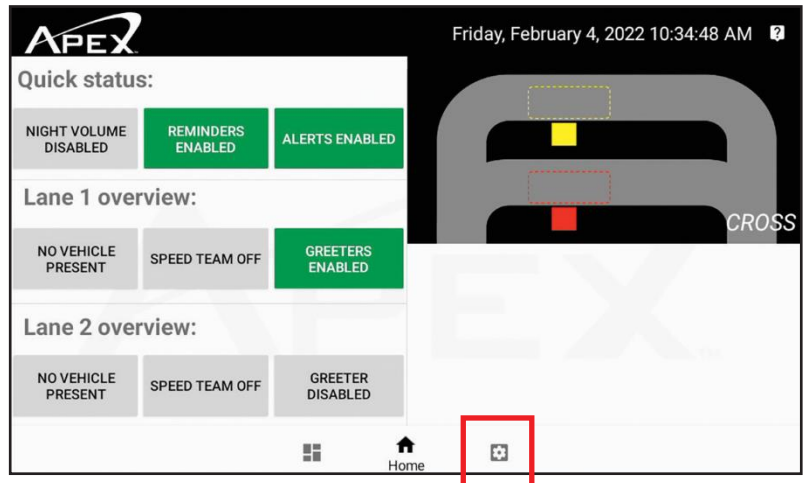 APEX™
Friday, February 4, 2022 10:34:48 AM ?
Quick status:
NIGHT VOLUME
DISABLED
REMINDERS
ENABLED
ALERTS ENABLED
Lane 1 overview:
NO VEHICLE
PRESENT
SPEED TEAM OFF
GREETERS
ENABLED
Lane 2 overview:
NO VEHICLE
PRESENT
SPEED TEAM OFF
GREETER
DISABLED
CROSS
APEX™
Home